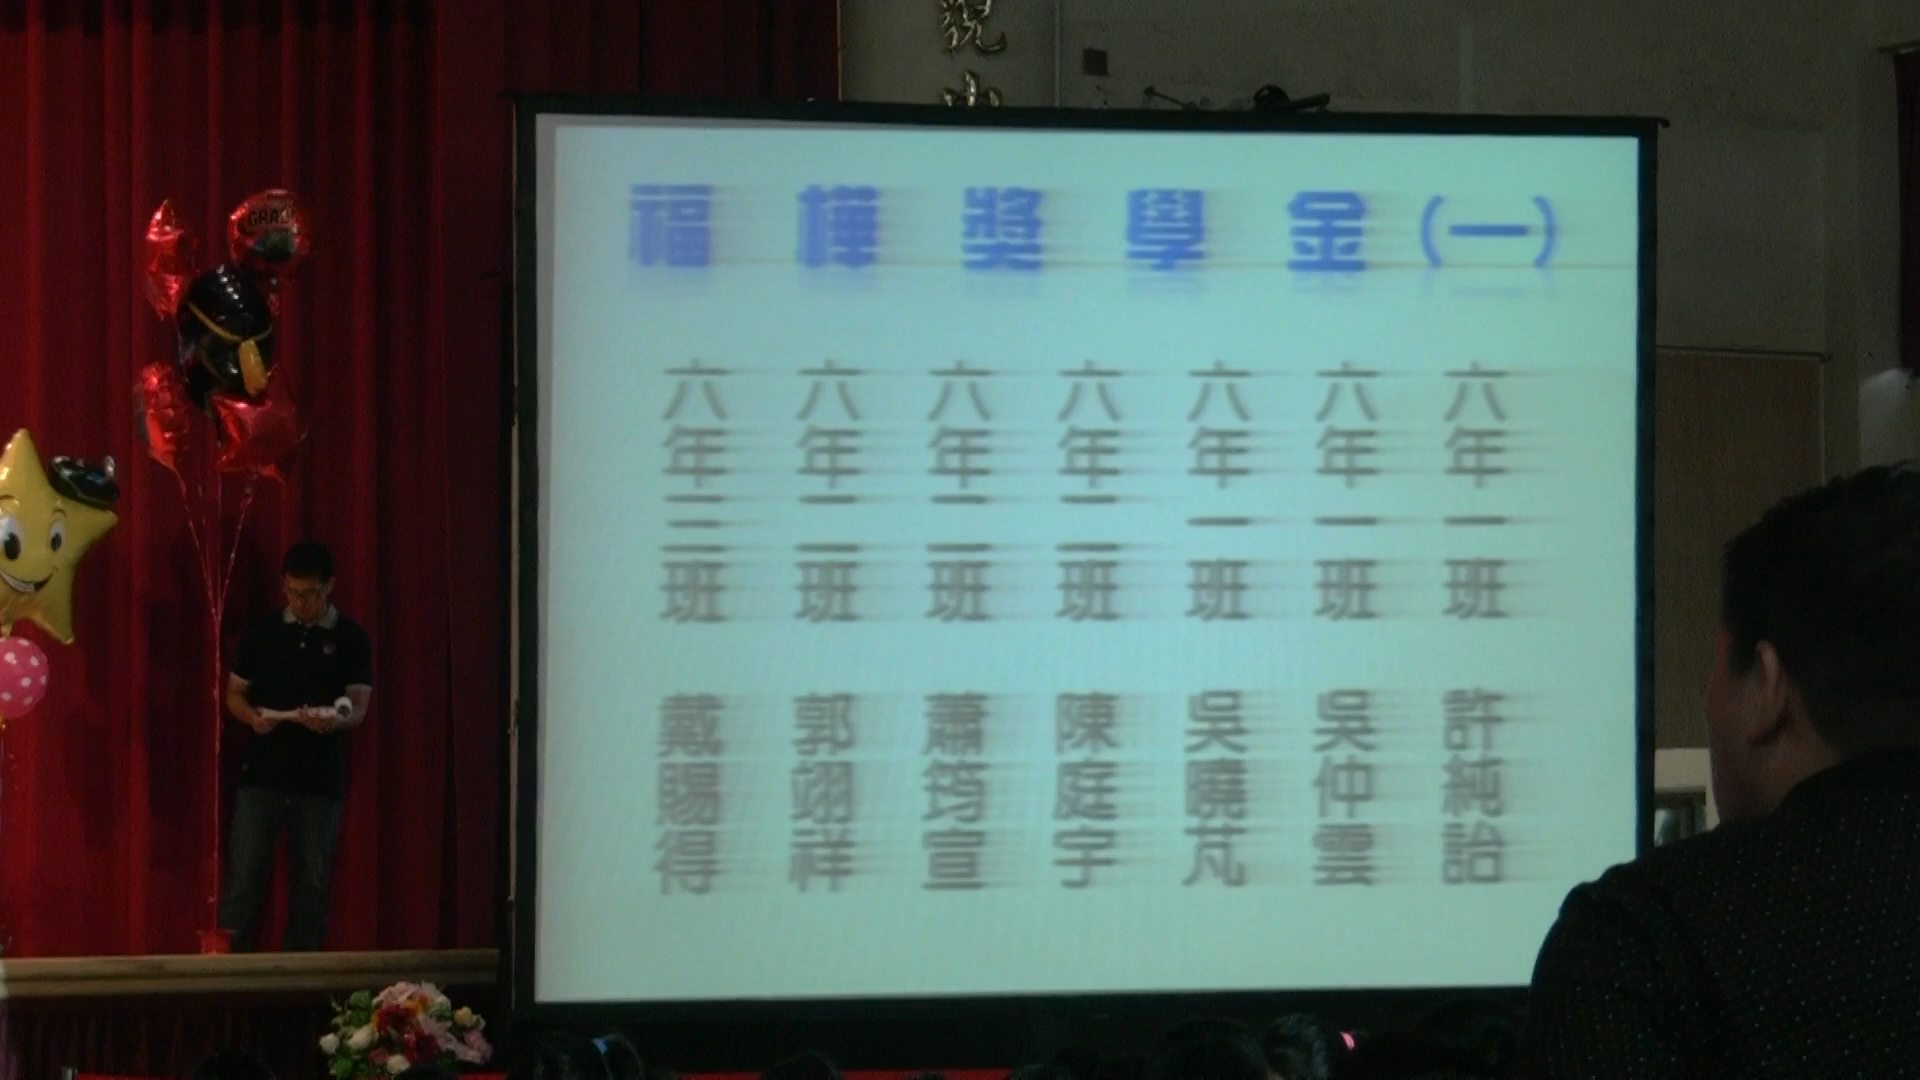 福樺獎學金(一)
六年一班 許純詒
六年一班 吳仲雲
六年一班 吳曉芃
六年二班 陳庭宇
六年二班 蕭筠宣
六年二班 郭翊祥
六年三班 戴賜得